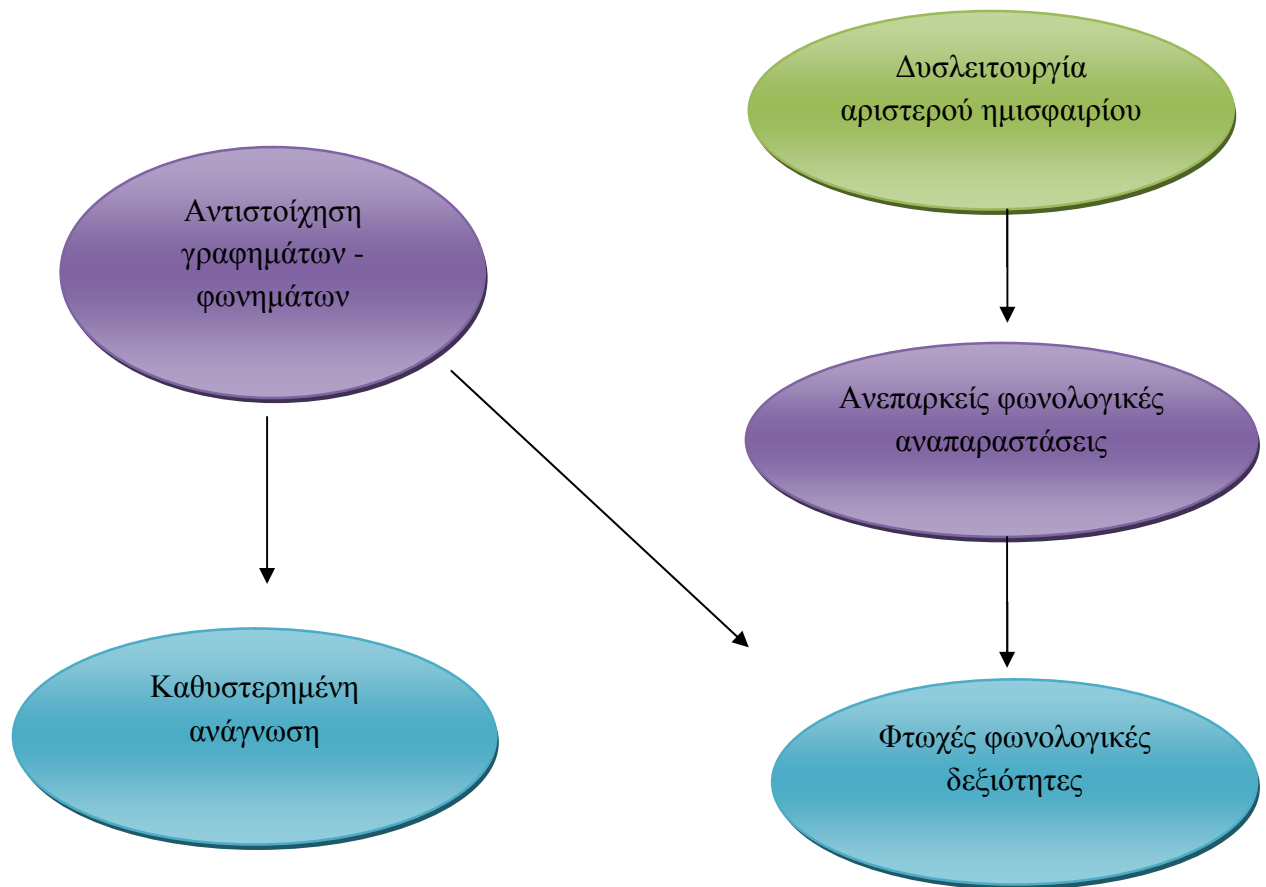 Δυσλειτουργία
αριστερού ημισφαιρίου
Αντιστοίχηση
γραφημάτων -
φωνημάτων
Ανεπαρκείς φωνολογικές
αναπαραστάσεις
Καθυστερημένη
ανάγνωση
Φτωχές φωνολογικές
δεξιότητες